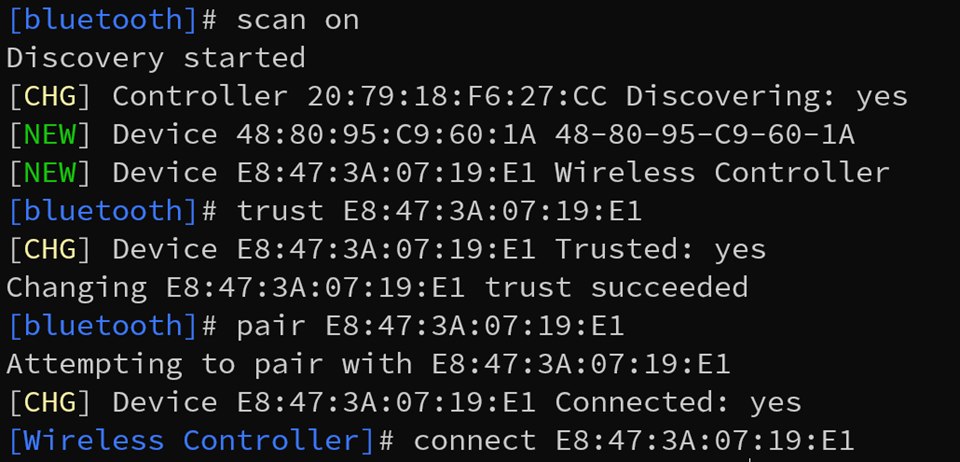 [bluetooth]# scan on
Discovery started
[CHG] Controller 20:79:18:F6:27:CC Discovering: yes
[NEW] Device 48:80:95:C9:60:1A 48-80-95-C9-60-1A
[NEW] Device E8:47:3A:07:19:E1 Wireless Controller
[bluetooth]# trust E8:47:3A:07:19:E1
[CHG] Device E8:47:3A:07:19:E1 Trusted: yes
Changing E8:47:3A:07:19:E1 trust succeeded
[bluetooth]# pair E8:47:3A:07:19:E1
Attempting to pair with E8:47:3A:07:19:E1
[CHG] Device E8:47:3A:07:19:E1 Connected: yes
[Wireless Controller]# connect E8:47:3A:07:19:E1